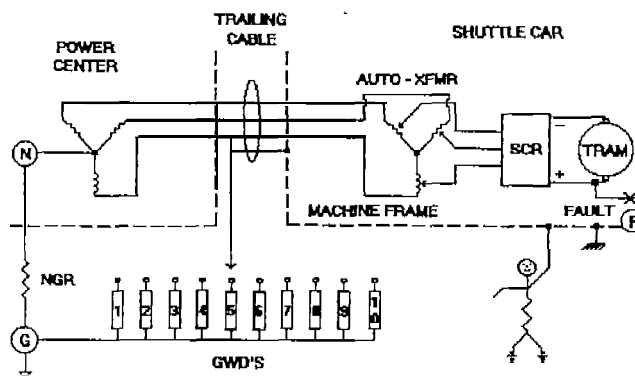 TRAILING
CABLE
POWER
CENTER
SHUTTLE CAR
AUTO - XFMR
N
SCR
−
+
TRAM
MACHINE FRAME
FAULT
F
NGR
G
1 2 3 4 5 6 7 8 9 10
GWD'S